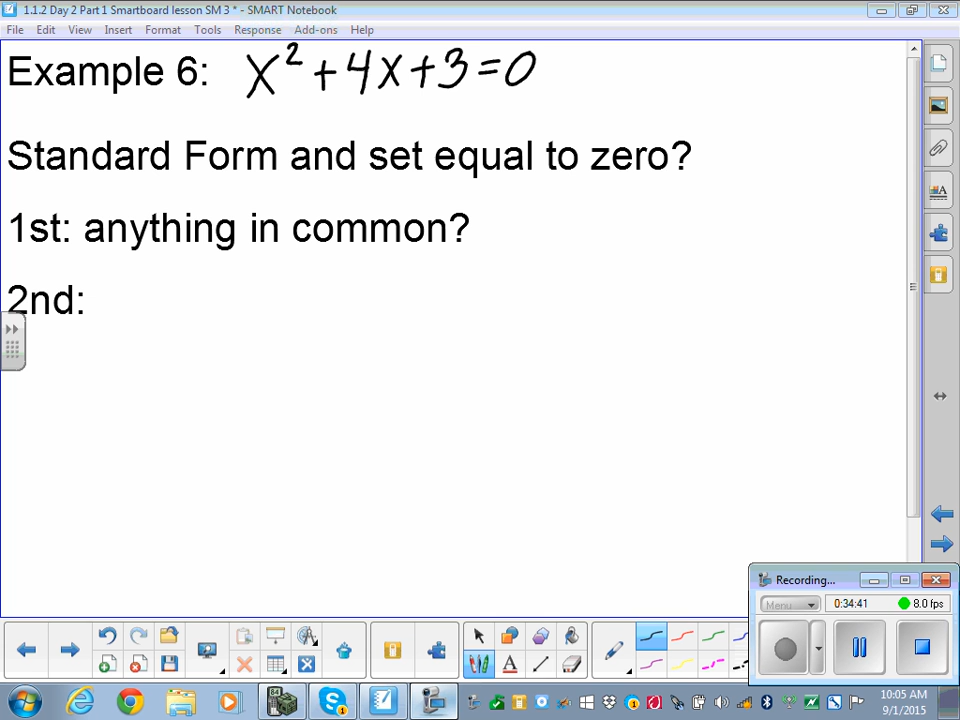 1.1.2 Day 2 Part 1 Smartboard lesson SM 3 * - SMART Notebook
File Edit View Insert Format Tools Response Add-ons Help
Example 6: x² + 4x + 3 = 0
Standard Form and set equal to zero?
1st: anything in common?
2nd:
Recording...
Menu 0:34:41 8.0 fps
10:05 AM
9/1/2015